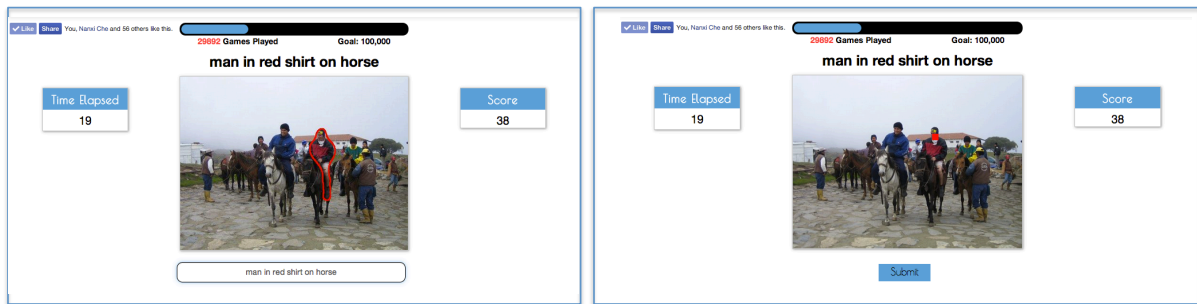 Like Share You, Nanxi Che and 56 others like this.
29892 Games Played Goal: 100,000
man in red shirt on horse
Time Elapsed
19
Score
38
man in red shirt on horse
Like Share You, Nanxi Che and 56 others like this.
29892 Games Played Goal: 100,000
man in red shirt on horse
Time Elapsed
19
Score
38
Submit